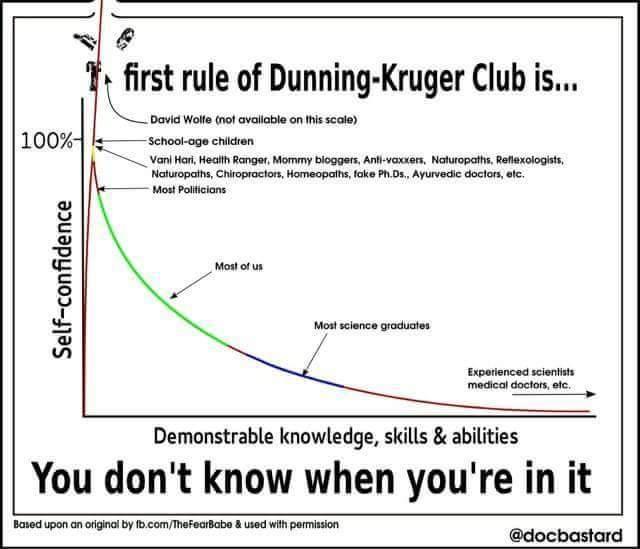 first rule of Dunning-Kruger Club is...
David Wolfe (not available on this scale)
100%
School-age children
Vani Hari, Health Ranger, Mommy bloggers, Anti-vaxxers, Naturopaths, Reflexologists,
Naturopaths, Chiropractors, Homeopaths, fake Ph.Ds., Ayurvedic doctors, etc.
Most Politicians
Self-confidence
Most of us
Most science graduates
Experienced scientists
medical doctors, etc.
Demonstrable knowledge, skills & abilities
You don't know when you're in it
Based upon an original by fb.com/TheFearBabe & used with permission
@docbastard